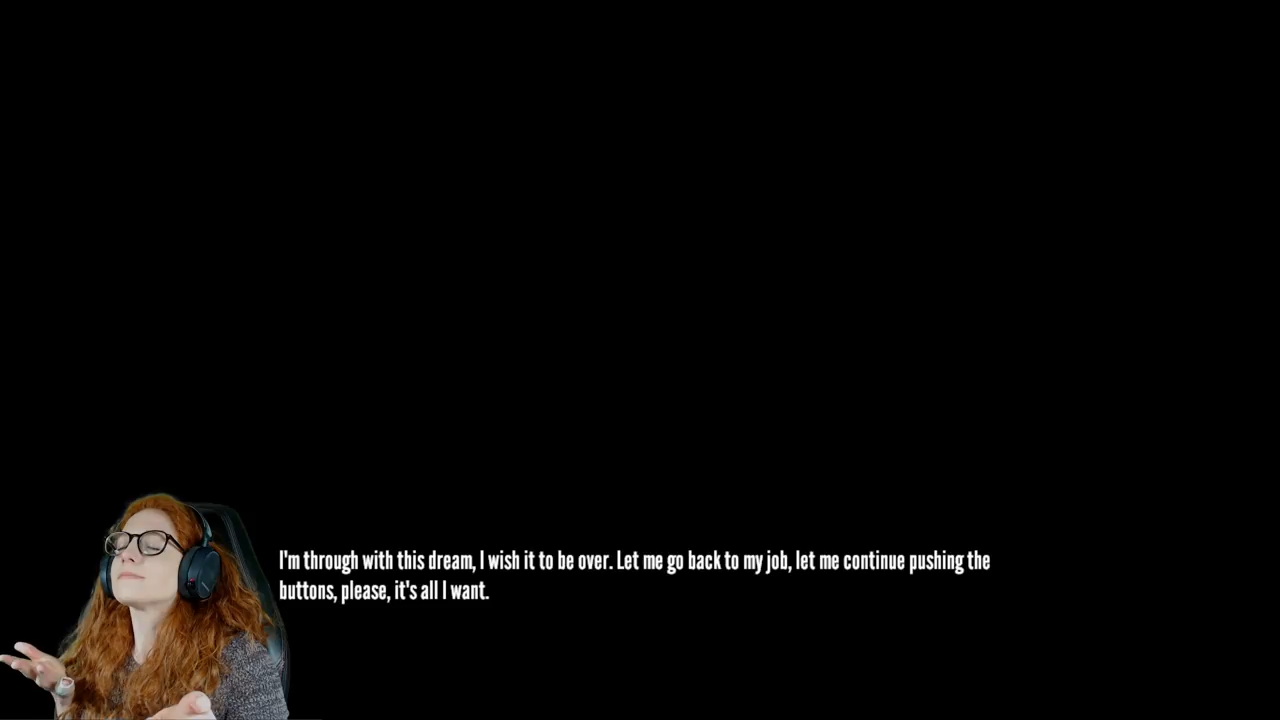 I'm through with this dream, I wish it to be over. Let me go back to my job, let me continue pushing the
buttons, please, it's all I want.